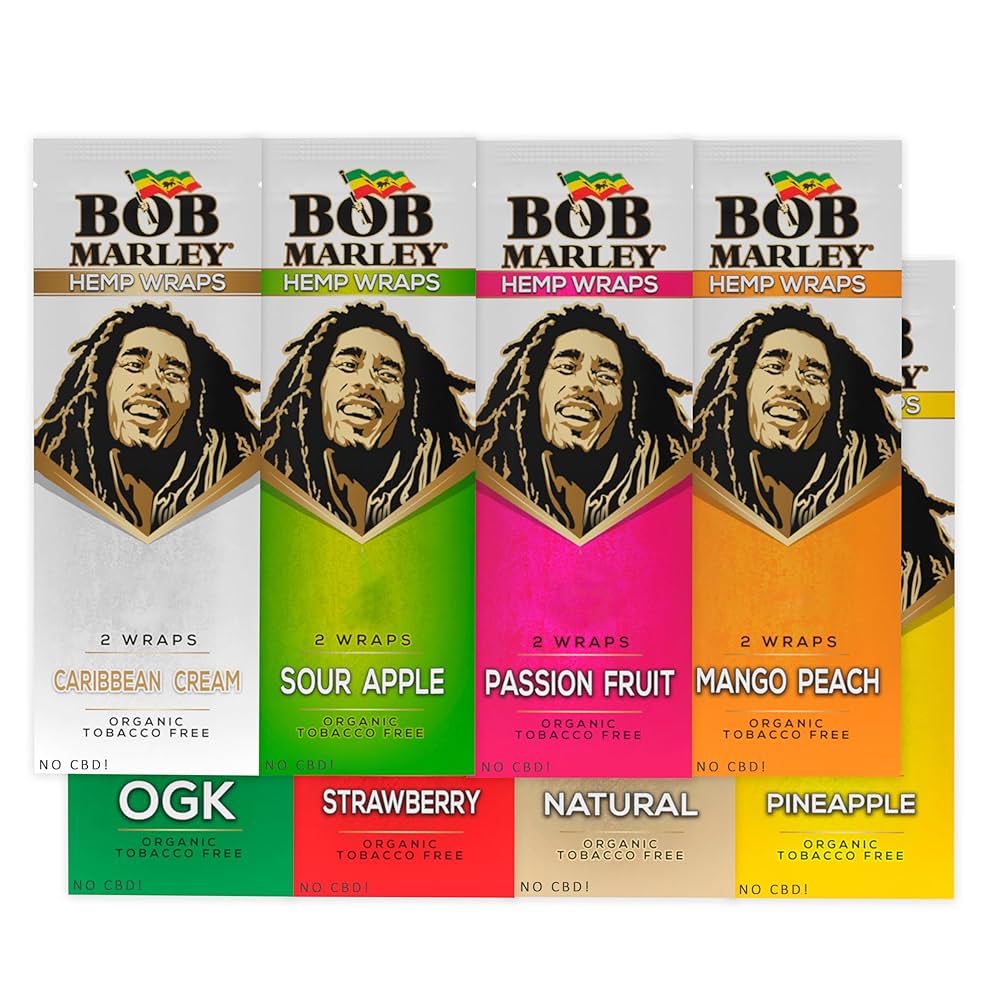 BOB
MARLEY
HEMP WRAPS
2 WRAPS
CARIBBEAN CREAM
ORGANIC
TOBACCO FREE
NO CBD!
BOB
MARLEY
HEMP WRAPS
2 WRAPS
SOUR APPLE
ORGANIC
TOBACCO FREE
NO CBD!
BOB
MARLEY
HEMP WRAPS
2 WRAPS
PASSION FRUIT
ORGANIC
TOBACCO FREE
NO CBD!
BOB
MARLEY
HEMP WRAPS
2 WRAPS
MANGO PEACH
ORGANIC
TOBACCO FREE
OGK
ORGANIC
TOBACCO FREE
NO CBD!
STRAWBERRY
ORGANIC
TOBACCO FREE
NO CBD!
NATURAL
ORGANIC
TOBACCO FREE
NO CBD!
PINEAPPLE
ORGANIC
TOBACCO FREE
NO CBD!